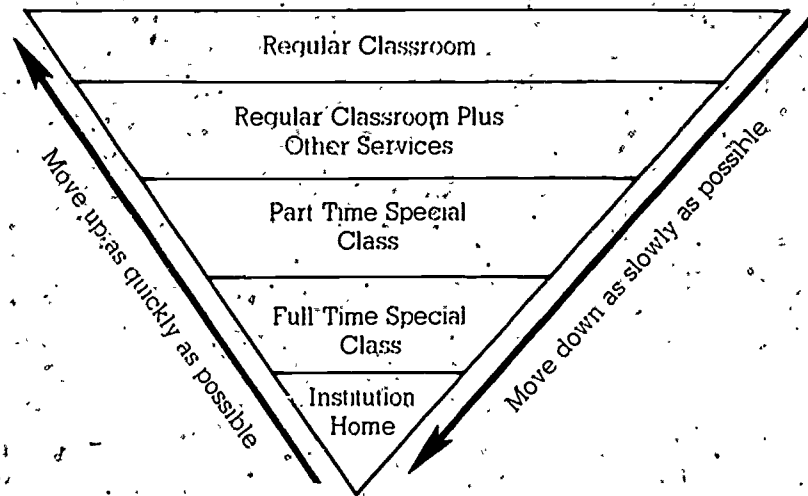 Regular Classroom
Regular Classroom Plus
Other Services
Part Time Special
Class
Full Time Special
Class
Institution
Home
Move up as quickly as possible
Move down as slowly as possible